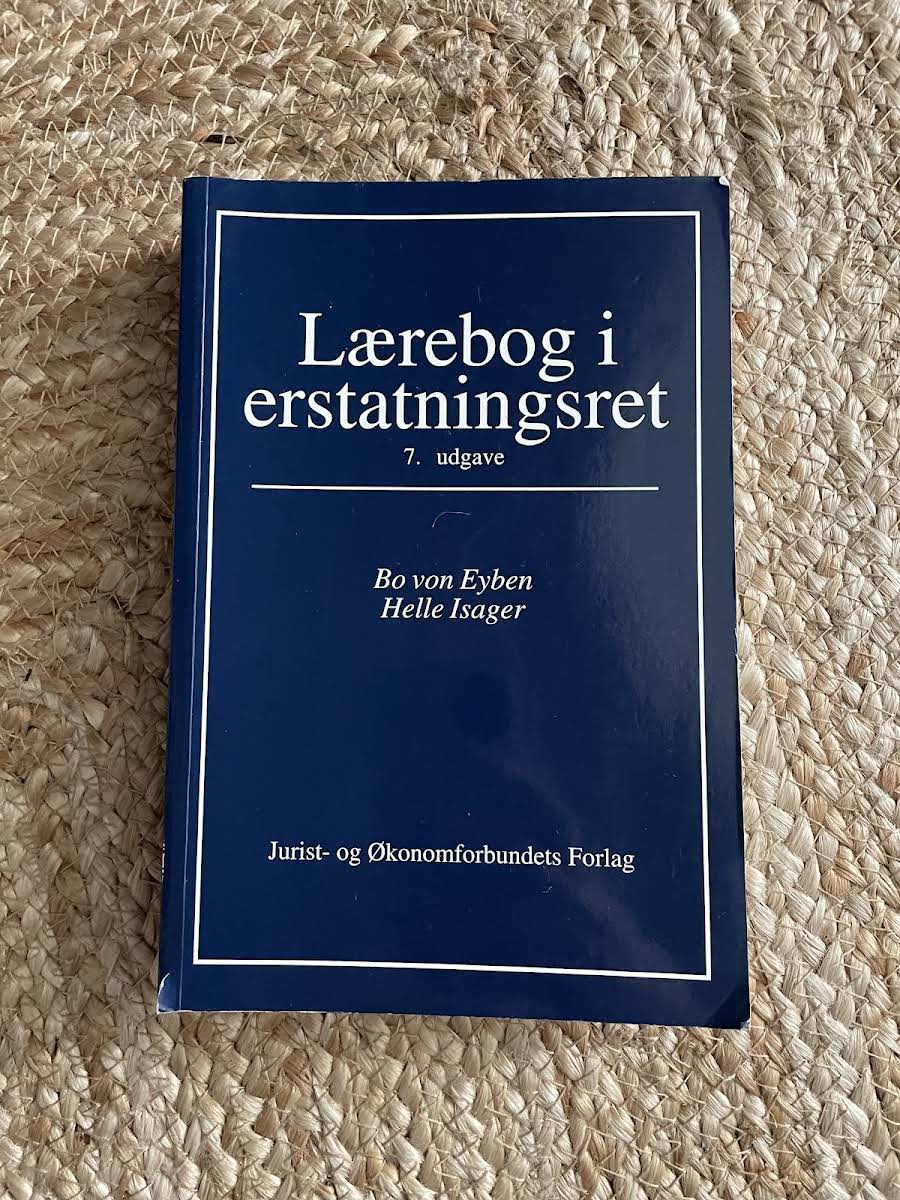 Lærebog i
erstatningsret
7. udgave
Bo von Eyben
Helle Isager
Jurist- og Økonomforbundets Forlag